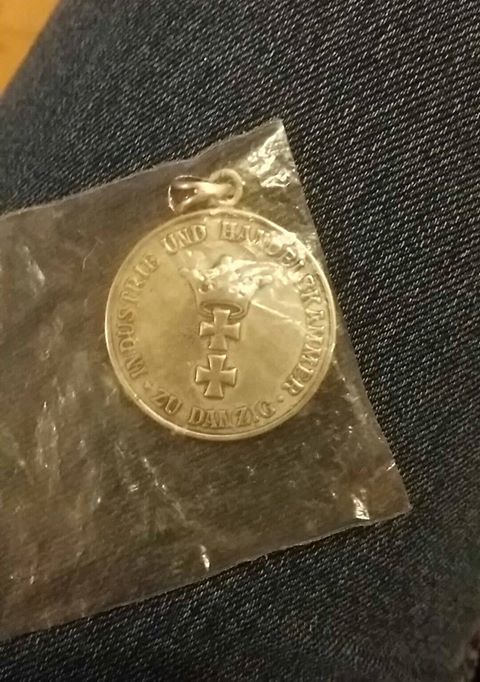 INDUSTRIE UND HANDELSKAMMER
· ZU DANZIG ·